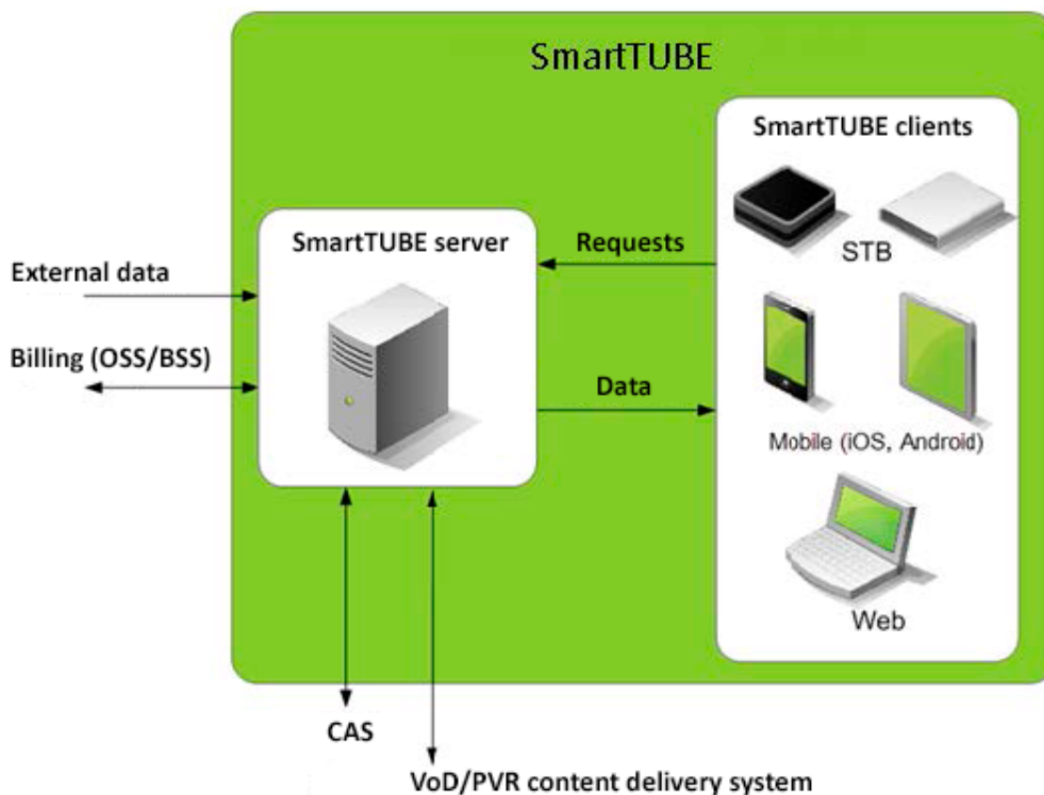 SmartTUBE
SmartTUBE clients
STB
Mobile (iOS, Android)
Web
SmartTUBE server
Requests
Data
External data
Billing (OSS/BSS)
CAS
VoD/PVR content delivery system